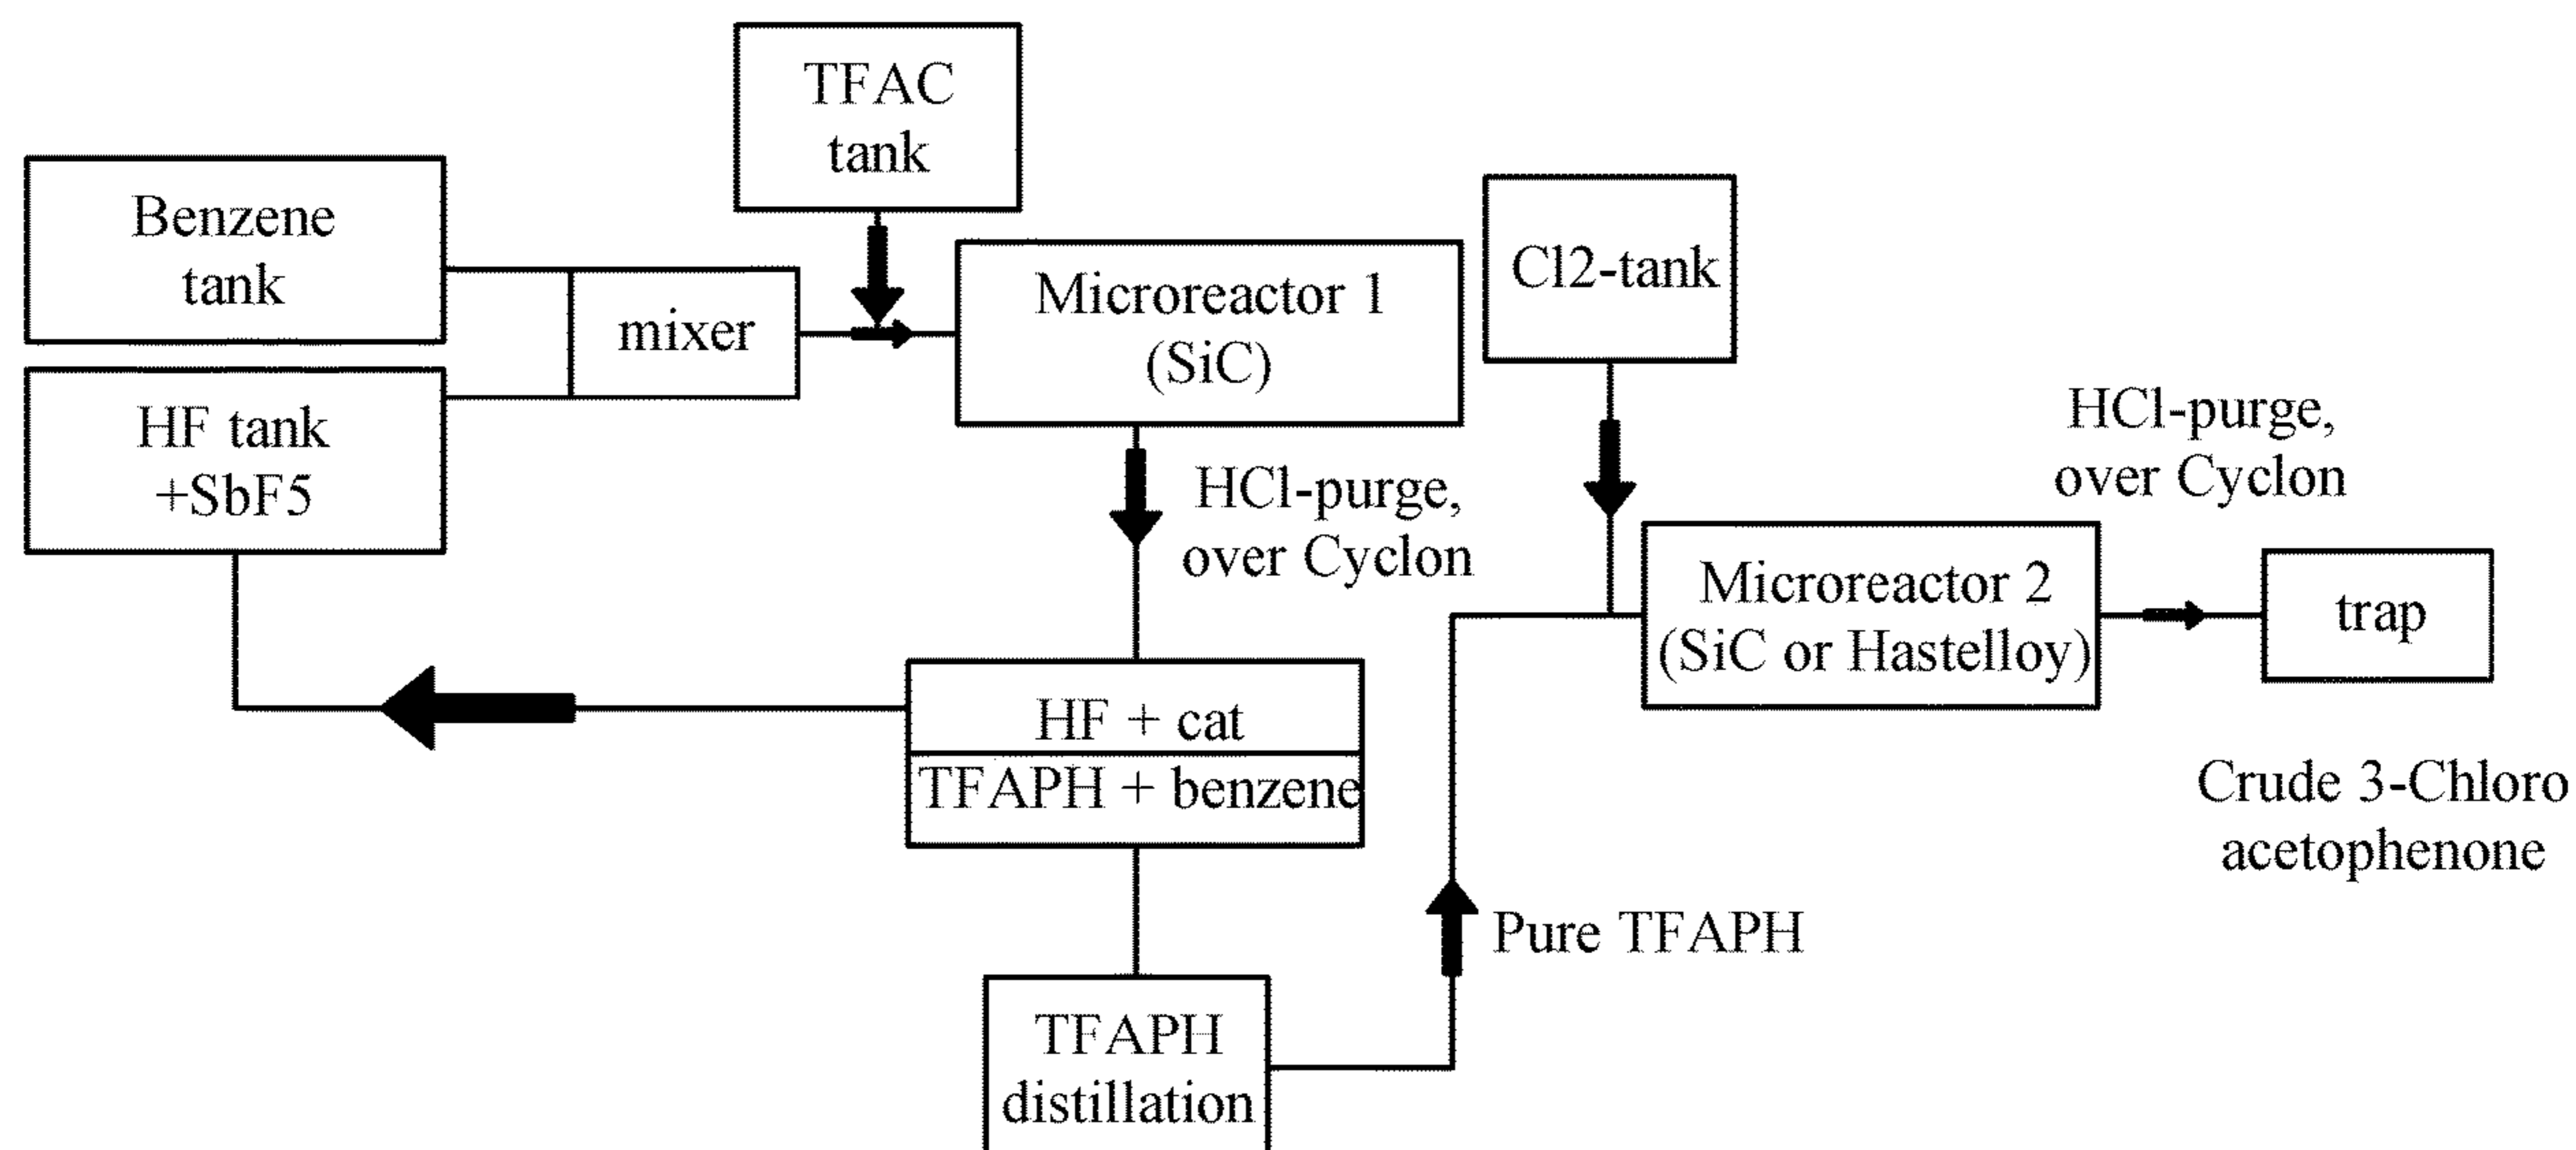 TFAC
tank
Benzene
tank
mixer
HF tank
+SbF5
Microreactor 1
(SiC)
Cl2-tank
HCl-purge,
over Cyclon
HCl-purge,
over Cyclon
Microreactor 2
(SiC or Hastelloy)
trap
HF + cat
TFAPH + benzene
Crude 3-Chloro
acetophenone
Pure TFAPH
TFAPH
distillation